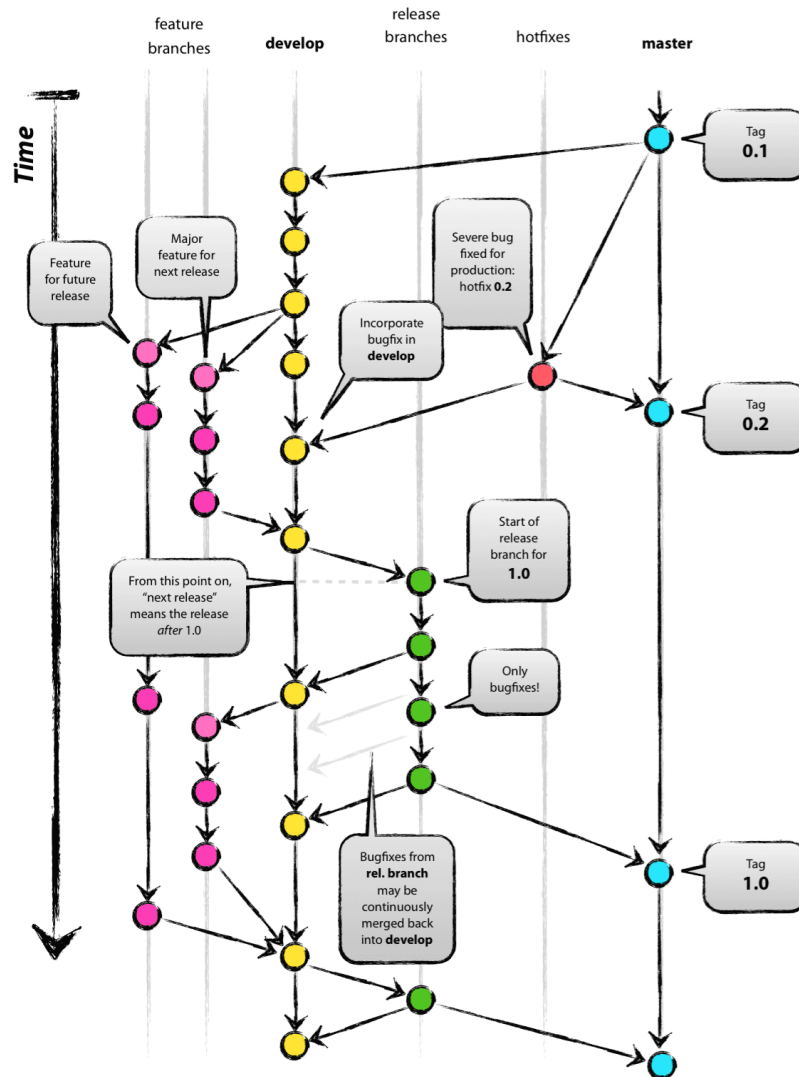 feature
branches
develop
release
branches
hotfixes
master
Time
Tag
0.1
Major
feature for
next release
Severe bug
fixed for
production:
hotfix 0.2
Feature
for future
release
Incorporate
bugfix in
develop
Tag
0.2
Start of
release
branch for
1.0
From this point on,
“next release”
means the release
after 1.0
Only
bugfixes!
Bugfixes from
rel. branch
may be
continuously
merged back
into develop
Tag
1.0